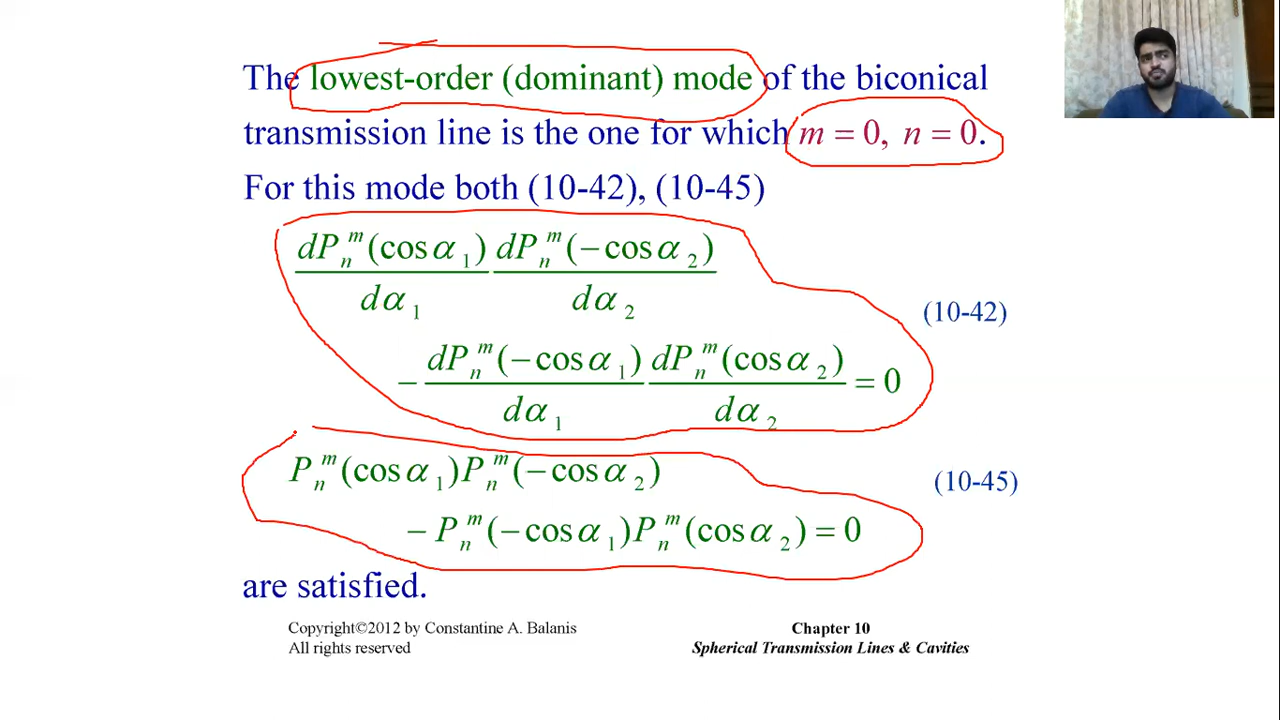 The lowest-order (dominant) mode of the biconical
transmission line is the one for which m = 0, n = 0.
For this mode both (10-42), (10-45)
dP_n^m(cos α_1)/dα_1 dP_n^m(−cos α_2)/dα_2
− dP_n^m(−cos α_1)/dα_1 dP_n^m(cos α_2)/dα_2 = 0 (10-42)
P_n^m(cos α_1)P_n^m(−cos α_2) (10-45)
− P_n^m(−cos α_1)P_n^m(cos α_2) = 0
are satisfied.
Copyright©2012 by Constantine A. Balanis
All rights reserved
Chapter 10
Spherical Transmission Lines & Cavities